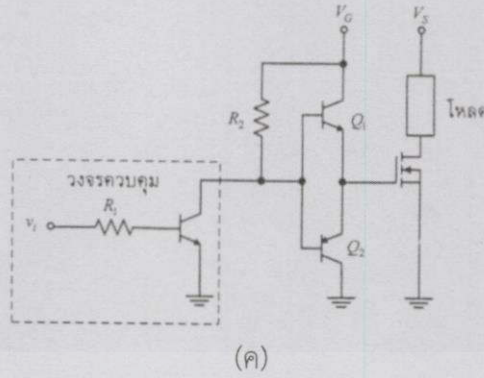 V_G
V_S
R_2
Q_1
โหลด
วงจรควบคุม
R_1
v_i
Q_2
(ค)